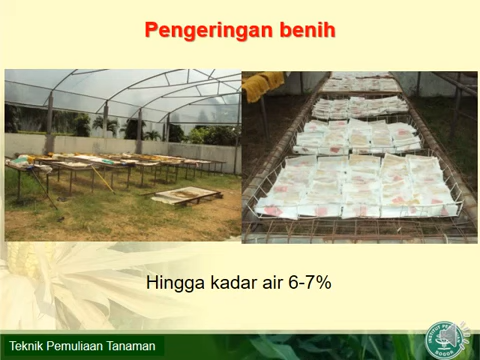 Pengeringan benih
Hingga kadar air 6-7%
Teknik Pemuliaan Tanaman